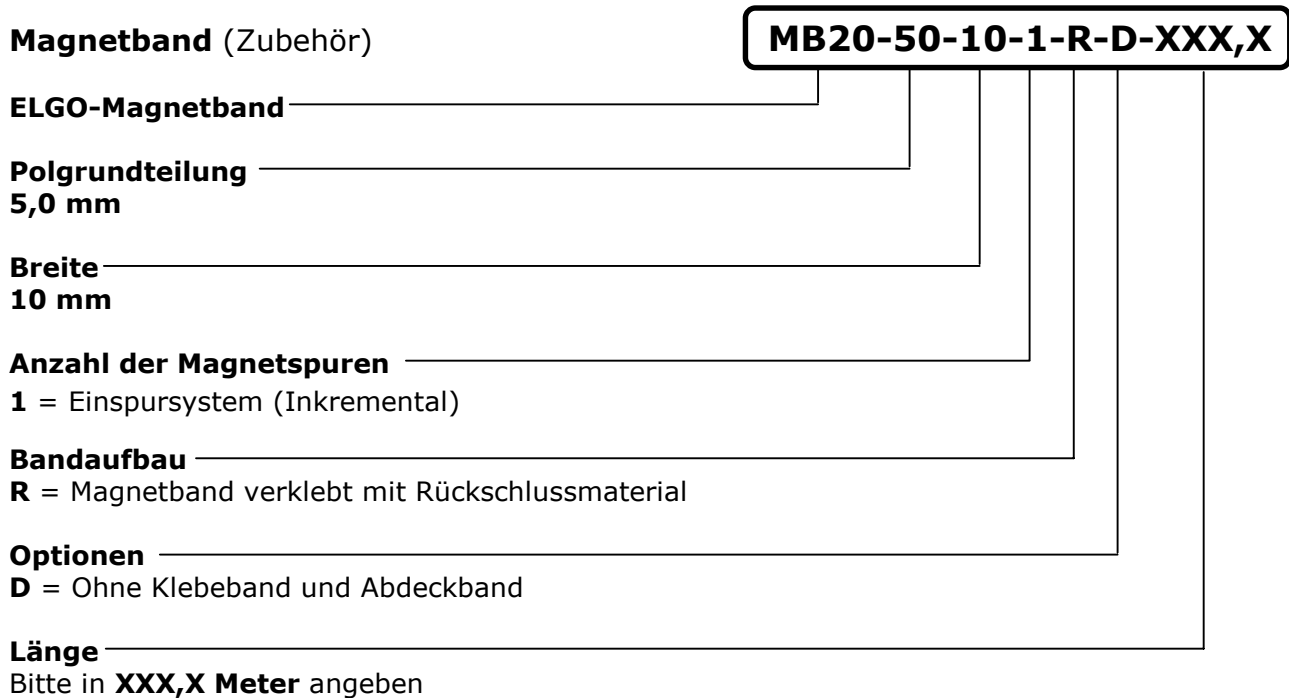 Magnetband (Zubehör)
MB20-50-10-1-R-D-XXX,X
ELGO-Magnetband
Polgrundteilung
5,0 mm
Breite
10 mm
Anzahl der Magnetspuren
1 = Einspursystem (Inkremental)
Bandaufbau
R = Magnetband verklebt mit Rückschlussmaterial
Optionen
D = Ohne Klebeband und Abdeckband
Länge
Bitte in XXX,X Meter angeben